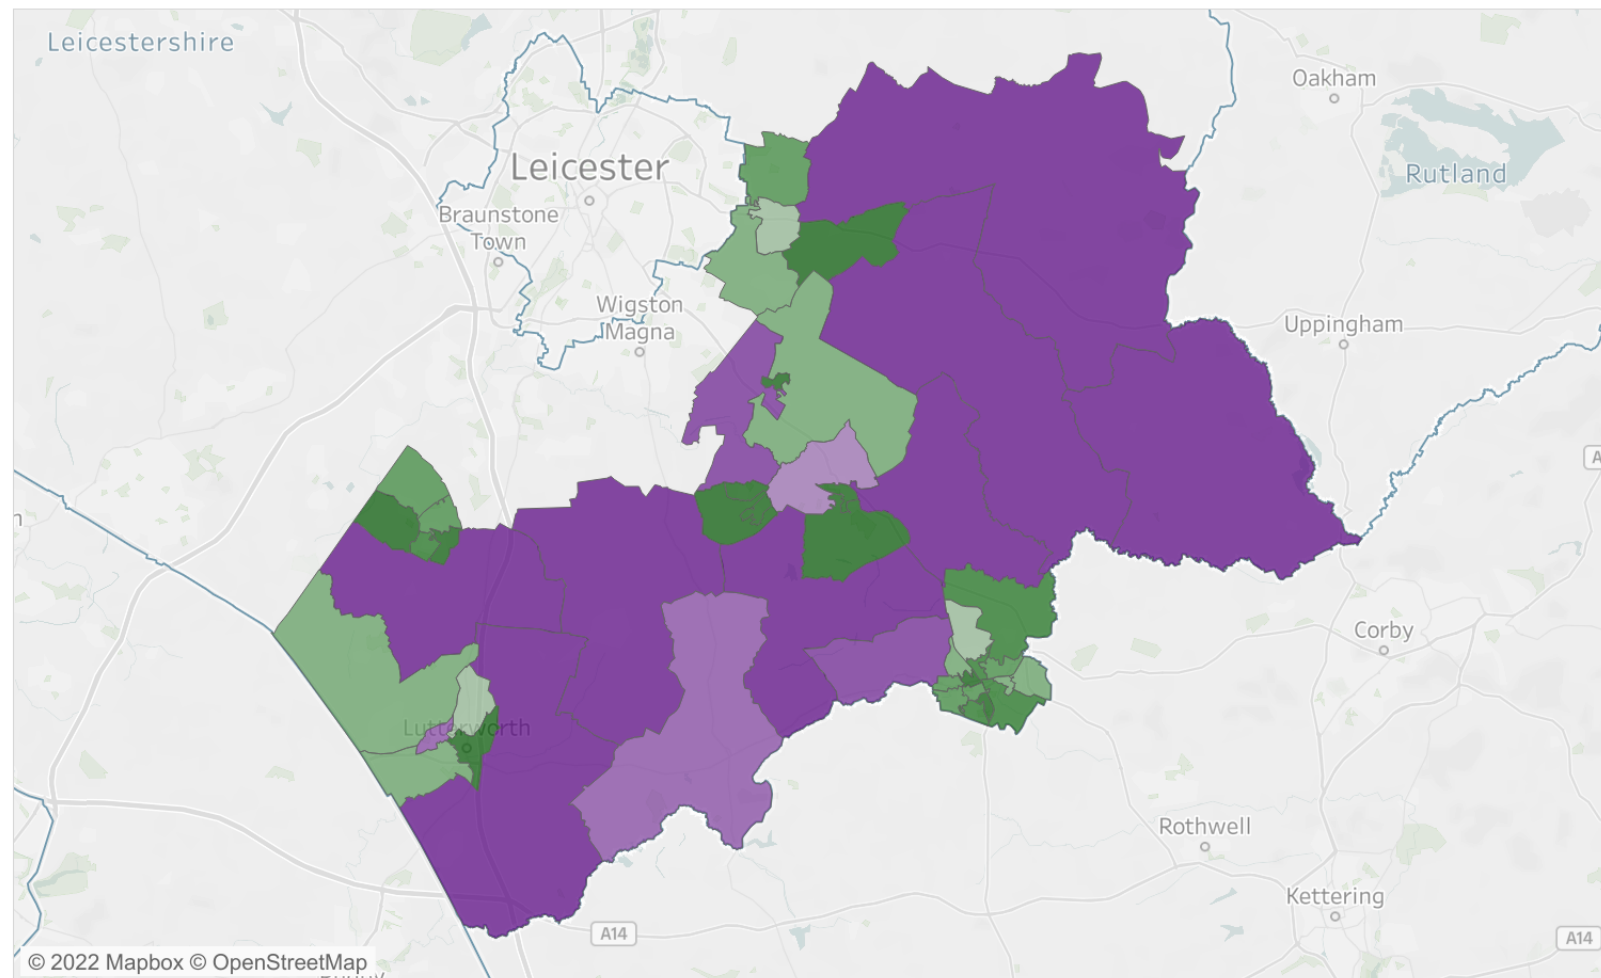 Leicestershire
Oakham
Leicester
Rutland
Braunstone
Town
Wigston
Magna
Uppingham
A
Corby
Lutterworth
Rothwell
Kettering
A14
A14
© 2022 Mapbox © OpenStreetMap